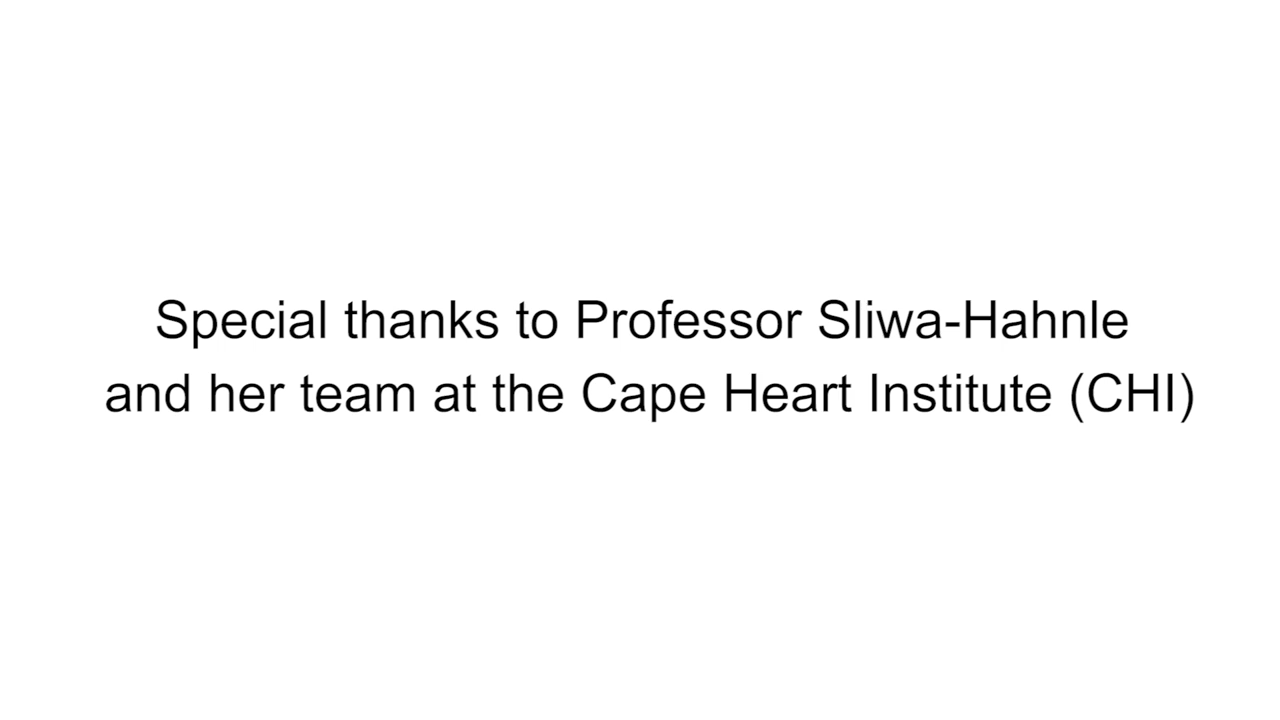 Special thanks to Professor Sliwa-Hahnle
and her team at the Cape Heart Institute (CHI)